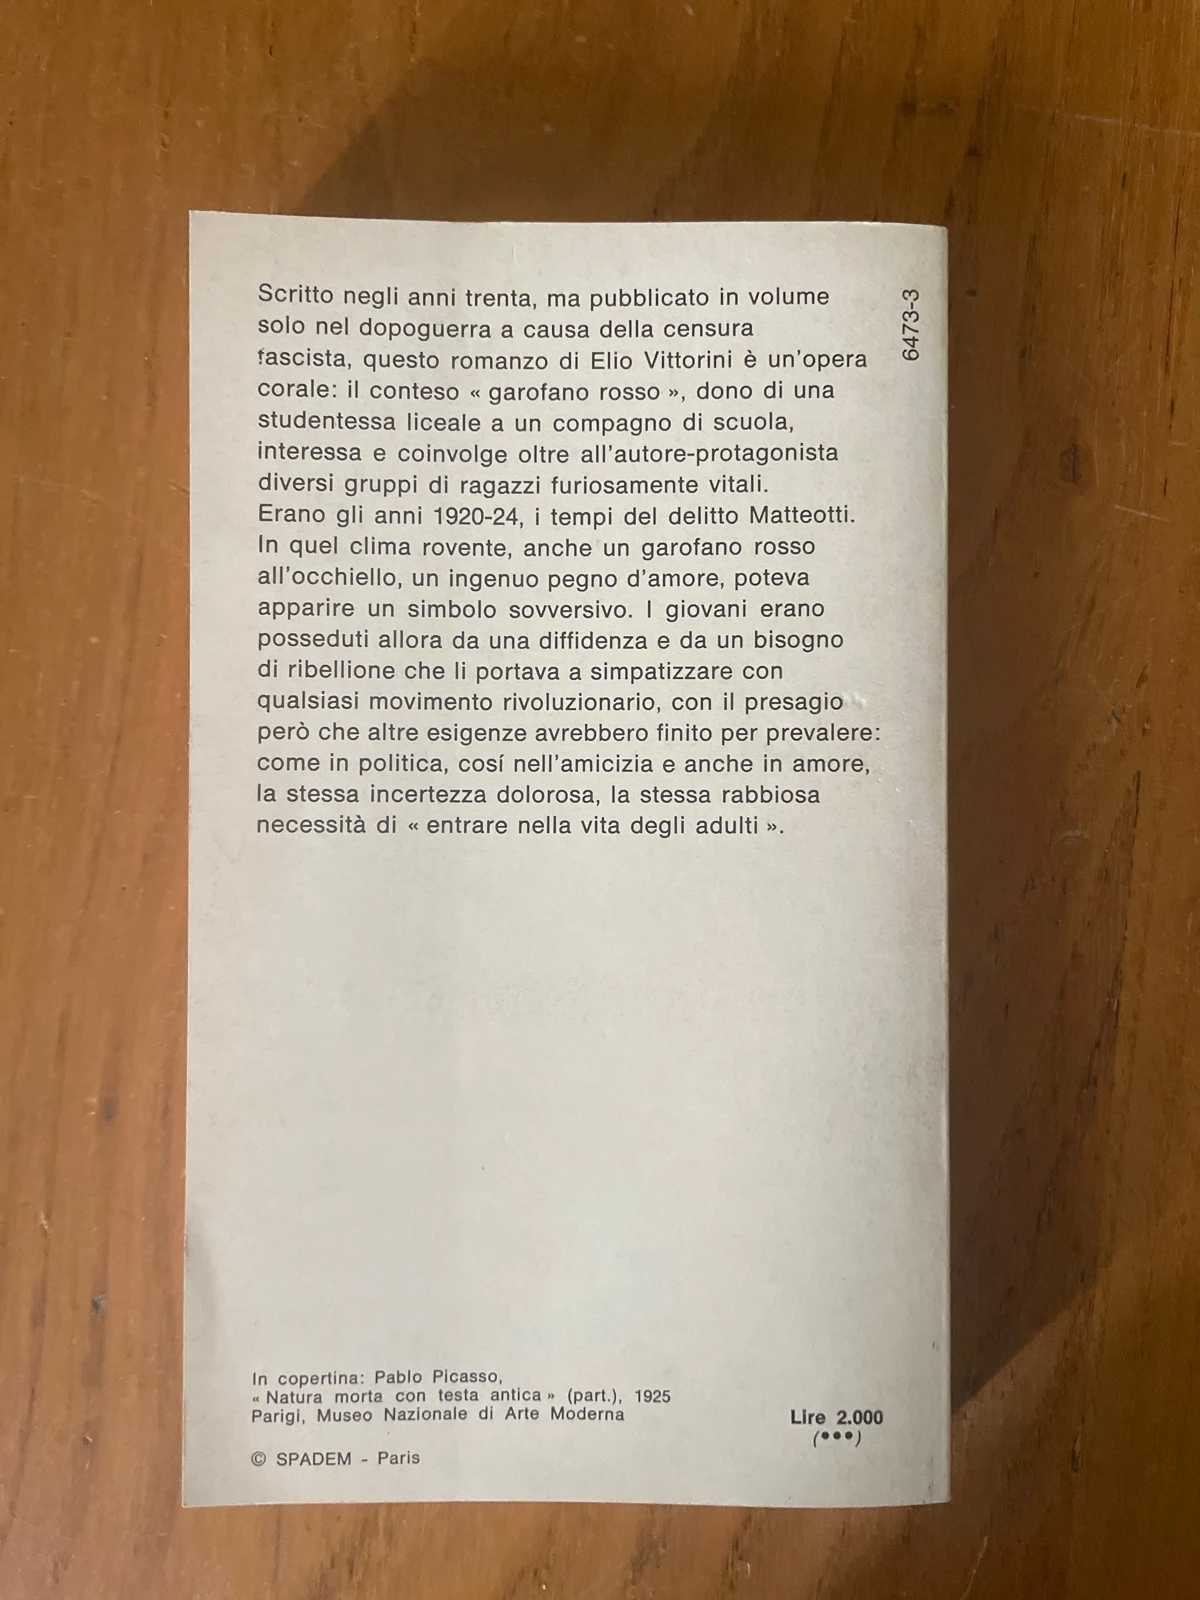 Scritto negli anni trenta, ma pubblicato in volume
solo nel dopoguerra a causa della censura
fascista, questo romanzo di Elio Vittorini è un'opera
corale: il conteso « garofano rosso », dono di una
studentessa liceale a un compagno di scuola,
interessa e coinvolge oltre all'autore-protagonista
diversi gruppi di ragazzi furiosamente vitali.
Erano gli anni 1920-24, i tempi del delitto Matteotti.
In quel clima rovente, anche un garofano rosso
all'occhiello, un ingenuo pegno d'amore, poteva
apparire un simbolo sovversivo. I giovani erano
posseduti allora da una diffidenza e da un bisogno
di ribellione che li portava a simpatizzare con
qualsiasi movimento rivoluzionario, con il presagio
però che altre esigenze avrebbero finito per prevalere:
come in politica, cosí nell'amicizia e anche in amore,
la stessa incertezza dolorosa, la stessa rabbiosa
necessità di « entrare nella vita degli adulti ».
6473-3
In copertina: Pablo Picasso,
« Natura morta con testa antica » (part.), 1925
Parigi, Museo Nazionale di Arte Moderna
© SPADEM - Paris
Lire 2.000
(•••)